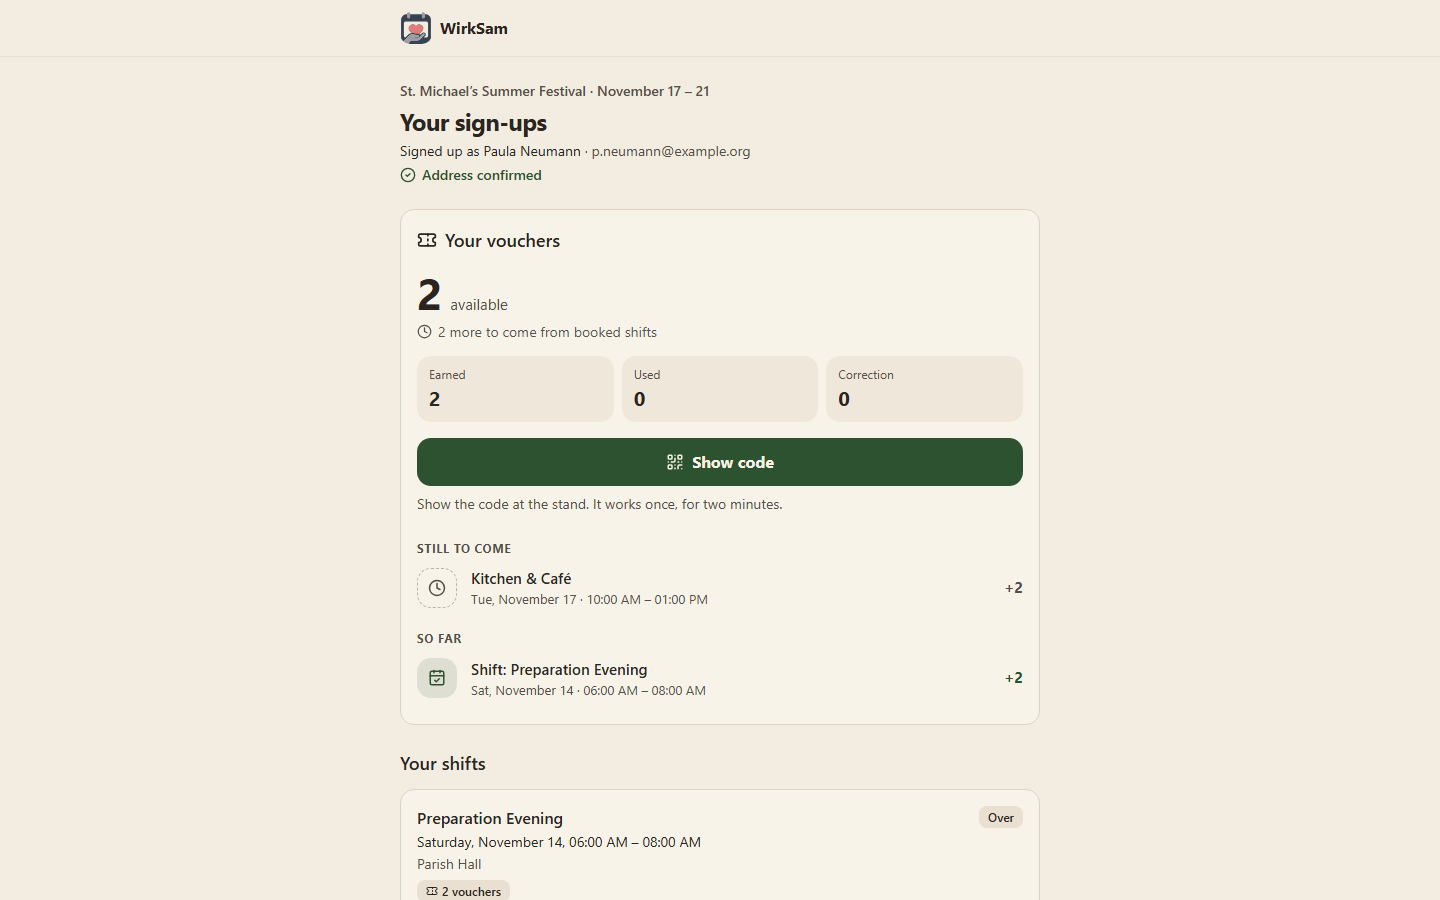 WirkSam
St. Michael's Summer Festival · November 17 – 21
Your sign-ups
Signed up as Paula Neumann · p.neumann@example.org
Address confirmed
Your vouchers
2 available
2 more to come from booked shifts
Earned
2
Used
0
Correction
0
Show code
Show the code at the stand. It works once, for two minutes.
STILL TO COME
Kitchen & Café
Tue, November 17 · 10:00 AM – 01:00 PM
+2
SO FAR
Shift: Preparation Evening
Sat, November 14 · 06:00 AM – 08:00 AM
+2
Your shifts
Preparation Evening
Over
Saturday, November 14, 06:00 AM – 08:00 AM
Parish Hall
2 vouchers